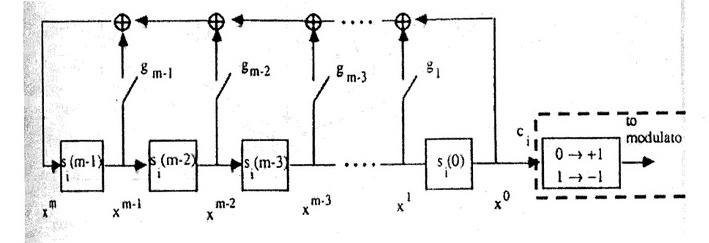 g m-1
g m-2
g m-3
g 1
s i (m-1)
s i (m-2)
s i (m-3)
s i (0)
c i
to
modulato
0 → +1
1 → -1
x m
x m-1
x m-2
x m-3
x 1
x 0